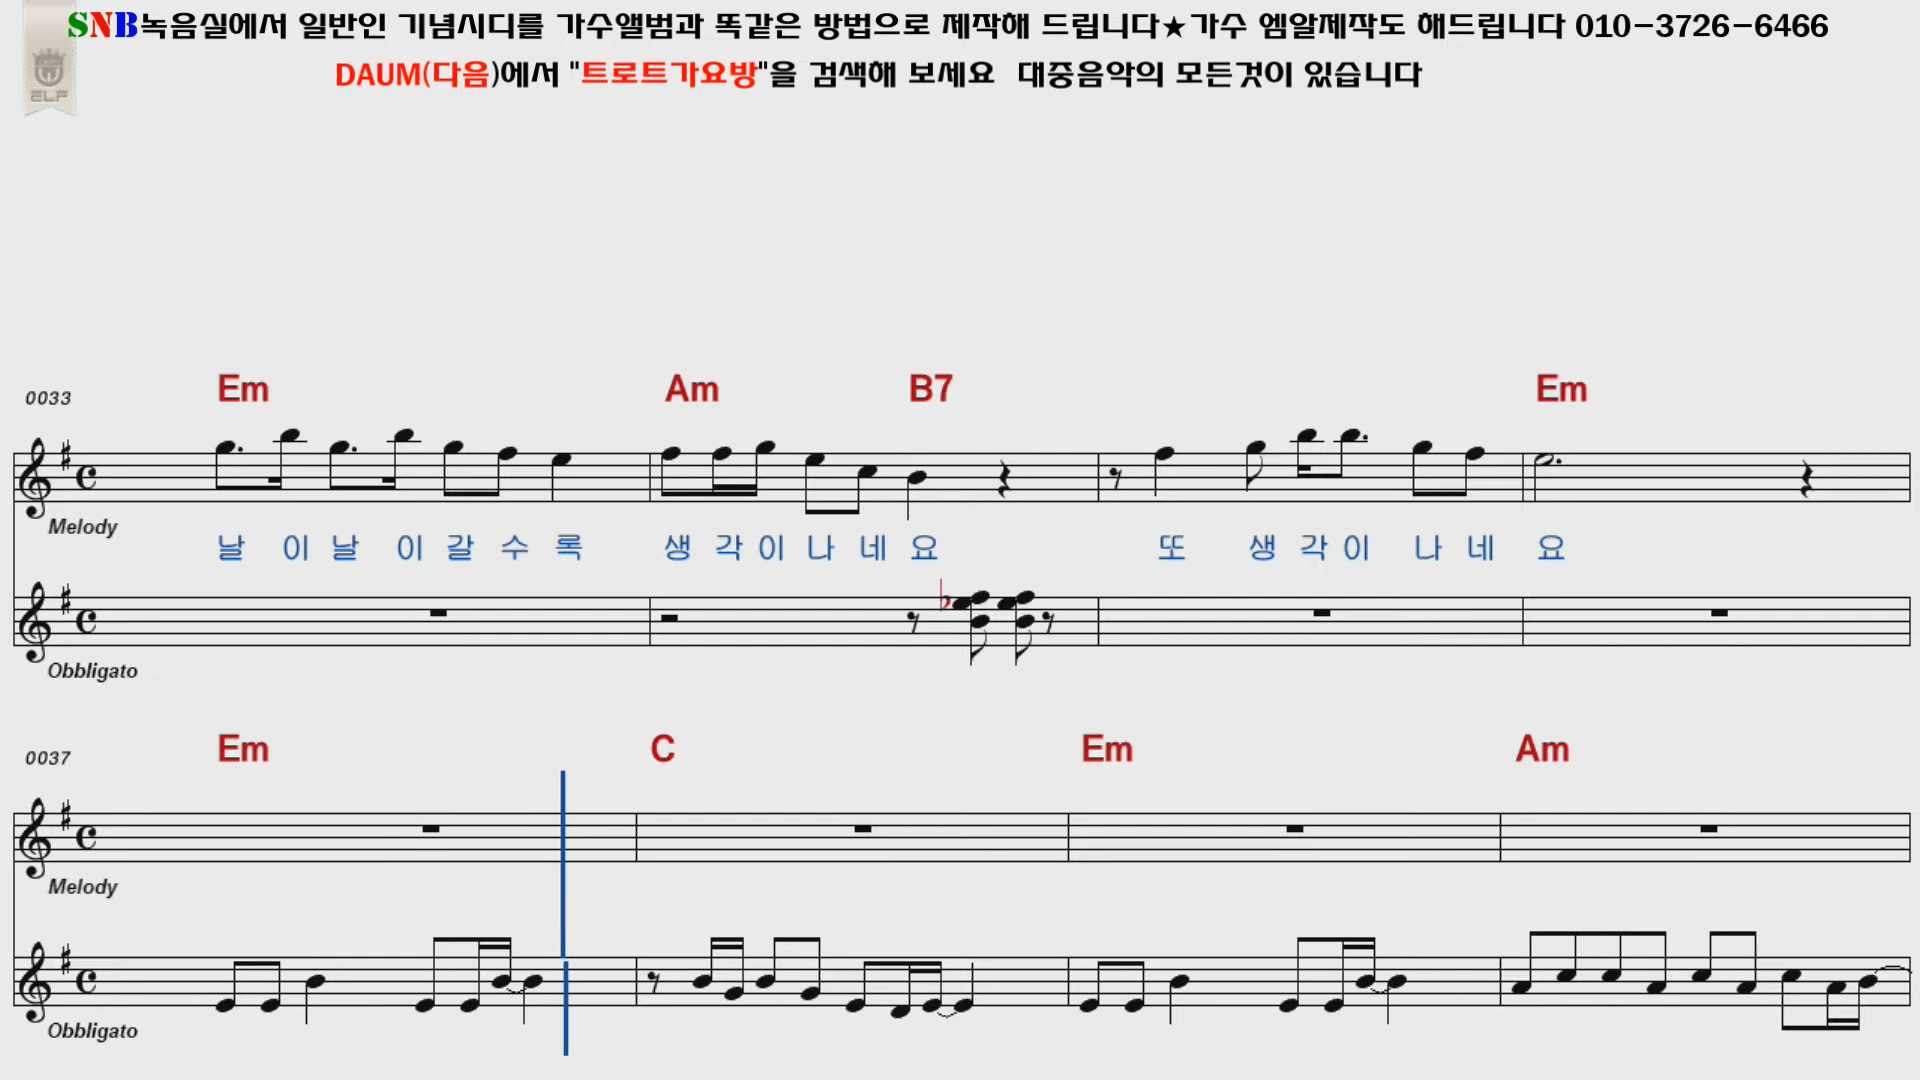 SNB녹음실에서 일반인 기념시디를 가수앨범과 똑같은 방법으로 제작해 드립니다★가수 엠알제작도 해드립니다 010-3726-6466
DAUM(다음)에서 "트로트가요방"을 검색해 보세요 대중음악의 모든것이 있습니다
ELF
0033 Em Am B7 Em
Melody
날 이 날 이 갈 수 록 생 각 이 나 네 요 또 생 각 이 나 네 요
Obbligato
0037 Em C Em Am
Melody
Obbligato